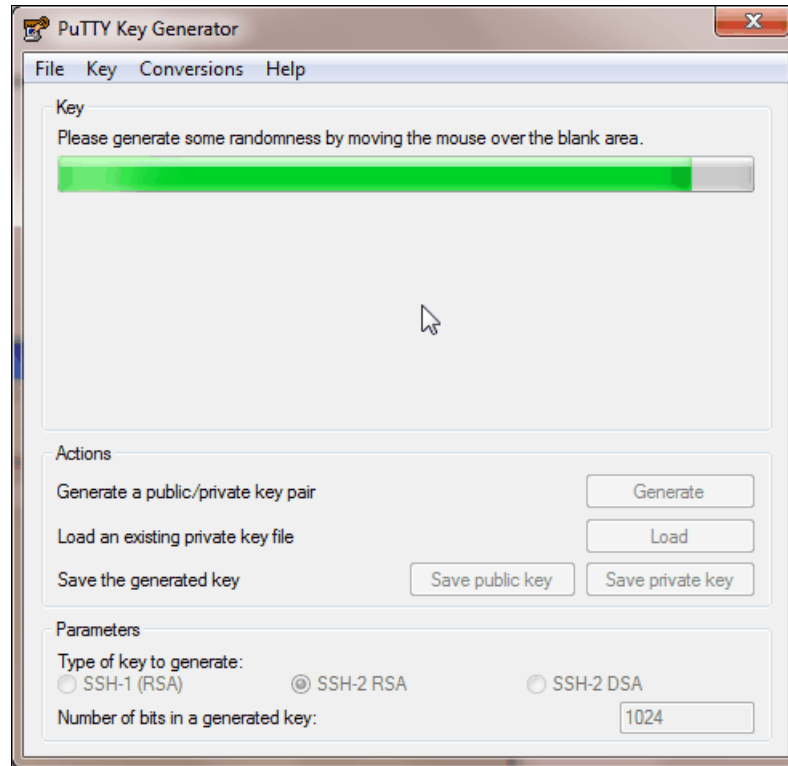 PuTTY Key Generator
File Key Conversions Help
Key
Please generate some randomness by moving the mouse over the blank area.
Actions
Generate a public/private key pair
Generate
Load an existing private key file
Load
Save the generated key
Save public key
Save private key
Parameters
Type of key to generate:
SSH-1 (RSA)
SSH-2 RSA
SSH-2 DSA
Number of bits in a generated key:
1024